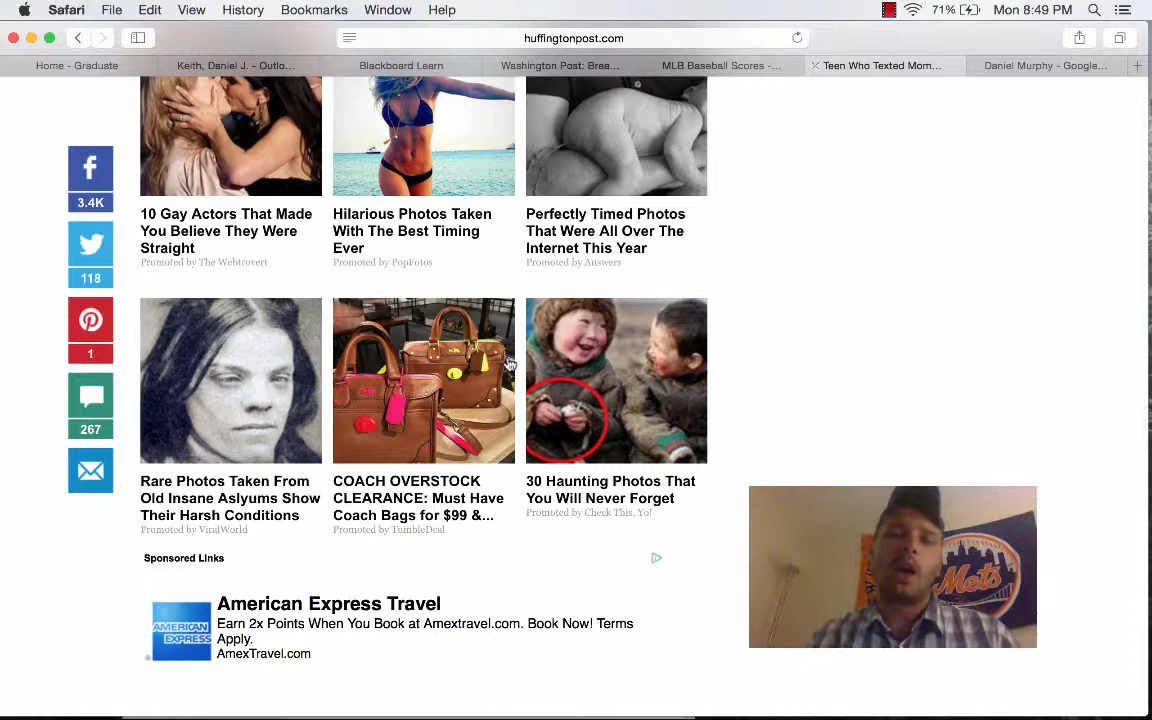 Safari File Edit View History Bookmarks Window Help 71% Mon 8:49 PM
huffingtonpost.com
Home - Graduate Keith, Daniel J. - Outlo... Blackboard Learn Washington Post: Brea... MLB Baseball Scores -... Teen Who Texted Mom... Daniel Murphy - Google...
3.4K
118
1
267
10 Gay Actors That Made
You Believe They Were
Straight
Promoted by The Webtrovert
Hilarious Photos Taken
With The Best Timing
Ever
Promoted by PopFotos
Perfectly Timed Photos
That Were All Over The
Internet This Year
Promoted by Answers
Rare Photos Taken From
Old Insane Aslyums Show
Their Harsh Conditions
Promoted by ViralWorld
COACH OVERSTOCK
CLEARANCE: Must Have
Coach Bags for $99 &...
Promoted by TumbleDeal
30 Haunting Photos That
You Will Never Forget
Promoted by Check This, Yo!
Sponsored Links
AMERICAN
EXPRESS
American Express Travel
Earn 2x Points When You Book at Amextravel.com. Book Now! Terms
Apply.
AmexTravel.com
Mets